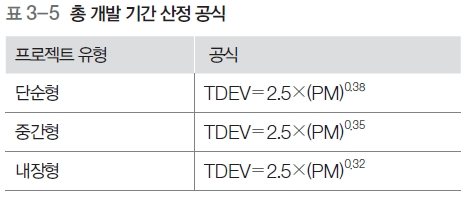 표 3-5 총 개발 기간 산정 공식
프로젝트 유형 공식
단순형 TDEV=2.5×(PM)^0.38
중간형 TDEV=2.5×(PM)^0.35
내장형 TDEV=2.5×(PM)^0.32